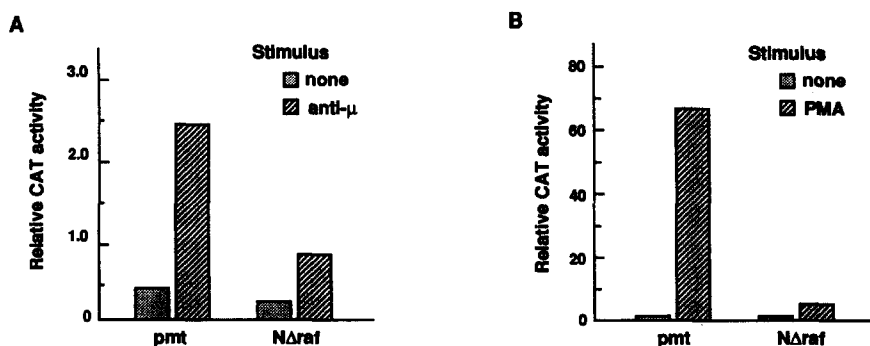 A
Stimulus
none
anti-μ
Relative CAT activity
3.0
2.0
1.0
0
pmt
NΔraf
B
Stimulus
none
PMA
Relative CAT activity
80
60
40
20
0
pmt
NΔraf